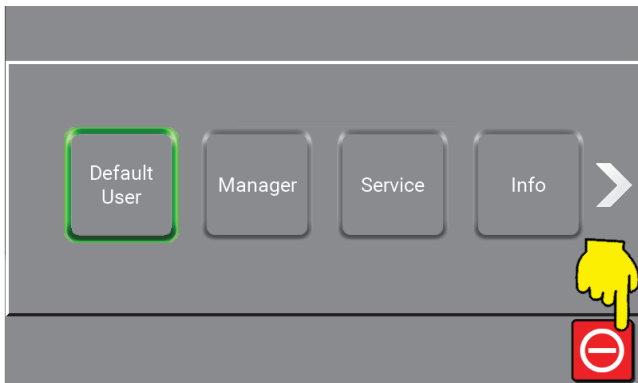 Default
User
Manager
Service
Info